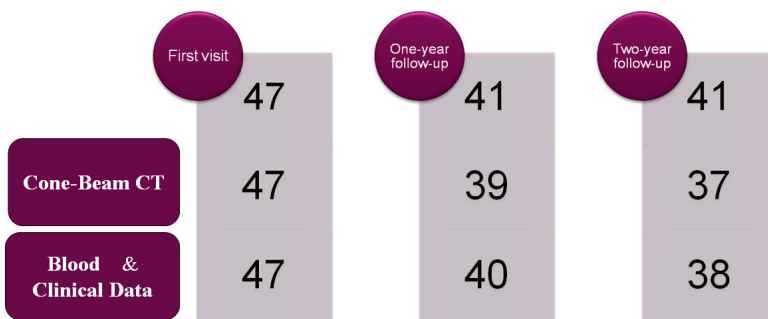 First visit
One-year
follow-up
Two-year
follow-up
47
41
41
Cone-Beam CT
47
39
37
Blood &
Clinical Data
47
40
38